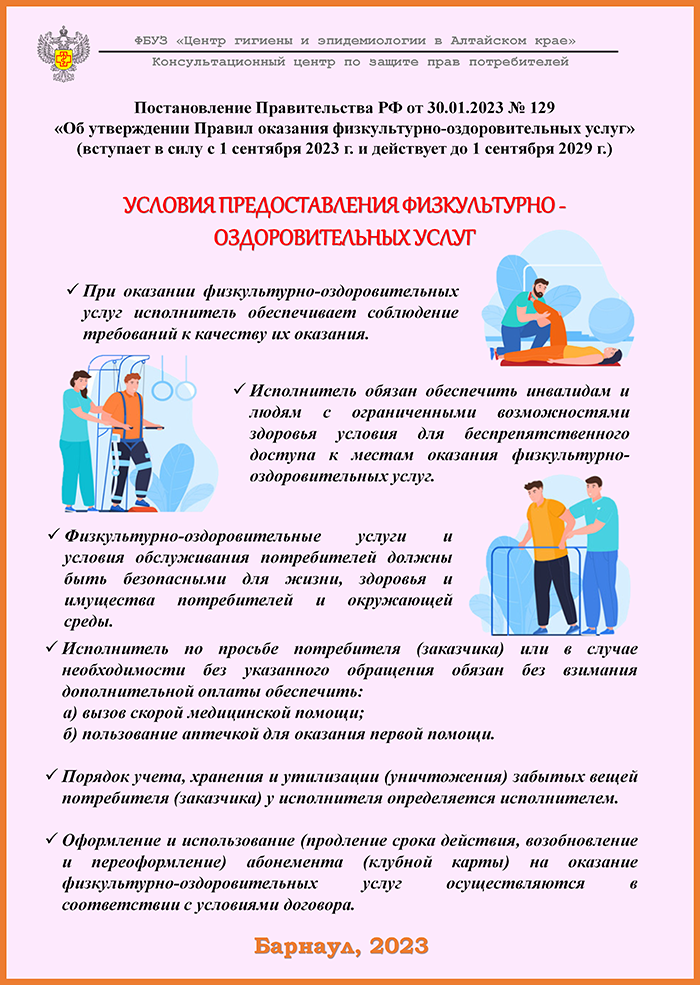 ФБУЗ «Центр гигиены и эпидемиологии в Алтайском крае»
Консультационный центр по защите прав потребителей
Постановление Правительства РФ от 30.01.2023 № 129
«Об утверждении Правил оказания физкультурно-оздоровительных услуг»
(вступает в силу с 1 сентября 2023 г. и действует до 1 сентября 2029 г.)
УСЛОВИЯ ПРЕДОСТАВЛЕНИЯ ФИЗКУЛЬТУРНО -
ОЗДОРОВИТЕЛЬНЫХ УСЛУГ
✓ При оказании физкультурно-оздоровительных
услуг исполнитель обеспечивает соблюдение
требований к качеству их оказания.
✓ Исполнитель обязан обеспечить инвалидам и
людям с ограниченными возможностями
здоровья условия для беспрепятственного
доступа к местам оказания физкультурно-
оздоровительных услуг.
✓ Физкультурно-оздоровительные услуги и
условия обслуживания потребителей должны
быть безопасными для жизни, здоровья и
имущества потребителей и окружающей
среды.
✓ Исполнитель по просьбе потребителя (заказчика) или в случае
необходимости без указанного обращения обязан без взимания
дополнительной оплаты обеспечить:
а) вызов скорой медицинской помощи;
б) пользование аптечкой для оказания первой помощи.
✓ Порядок учета, хранения и утилизации (уничтожения) забытых вещей
потребителя (заказчика) у исполнителя определяется исполнителем.
✓ Оформление и использование (продление срока действия, возобновление
и переоформление) абонемента (клубной карты) на оказание
физкультурно-оздоровительных услуг осуществляются в
соответствии с условиями договора.
Барнаул, 2023